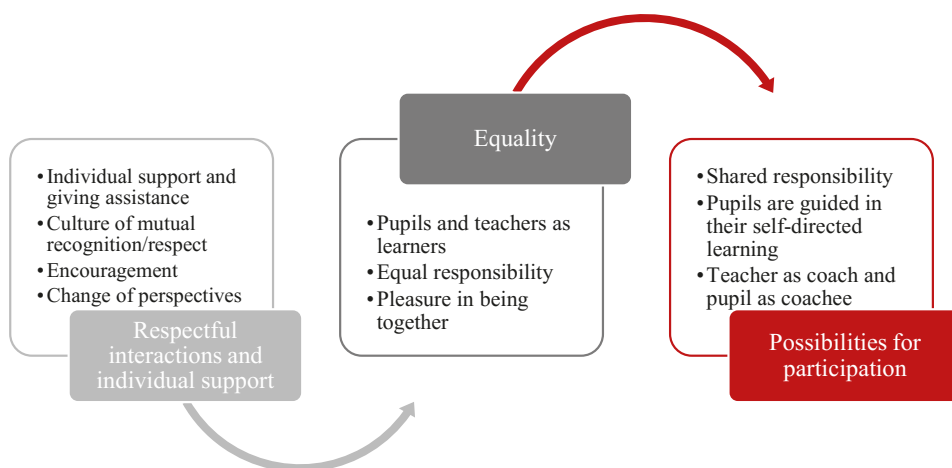 • Individual support and
giving assistance
• Culture of mutual
recognition/respect
• Encouragement
• Change of perspectives
Respectful
interactions and
individual support
Equality
• Pupils and teachers as
learners
• Equal responsibility
• Pleasure in being
together
• Shared responsibility
• Pupils are guided in
their self-directed
learning
• Teacher as coach and
pupil as coachee
Possibilities for
participation